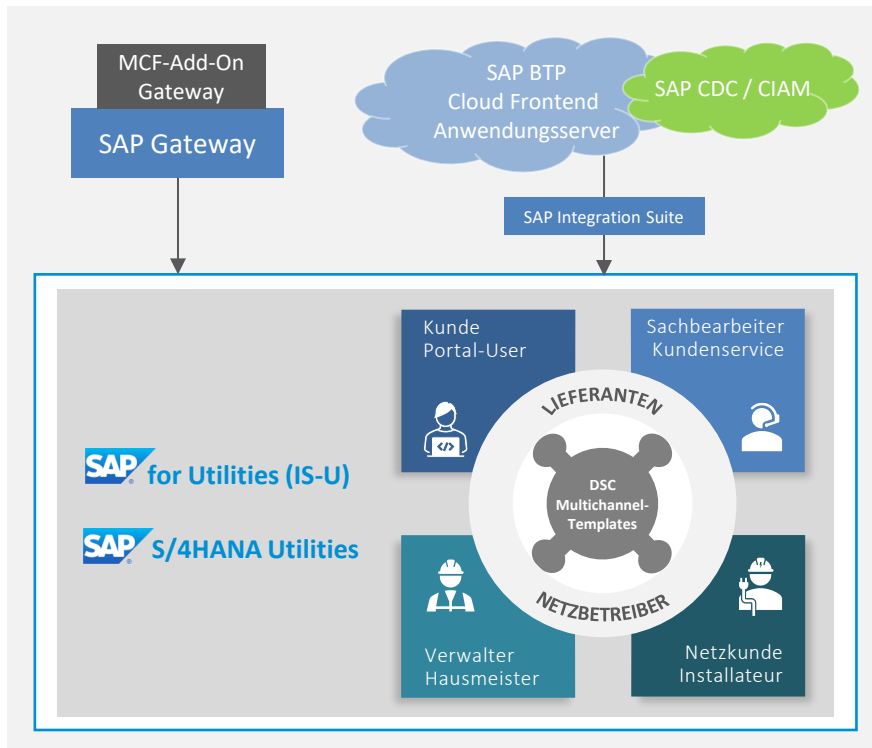 MCF-Add-On
Gateway
SAP Gateway
SAP BTP
Cloud Frontend
Anwendungsserver
SAP CDC / CIAM
SAP Integration Suite
Kunde
Portal-User
Sachbearbeiter
Kundenservice
LIEFERANTEN
</>
SAP® for Utilities (IS-U)
DSC
Multichannel-
Templates
SAP® S/4HANA Utilities
NETZBETREIBER
Verwalter
Hausmeister
Netzkunde
Installateur